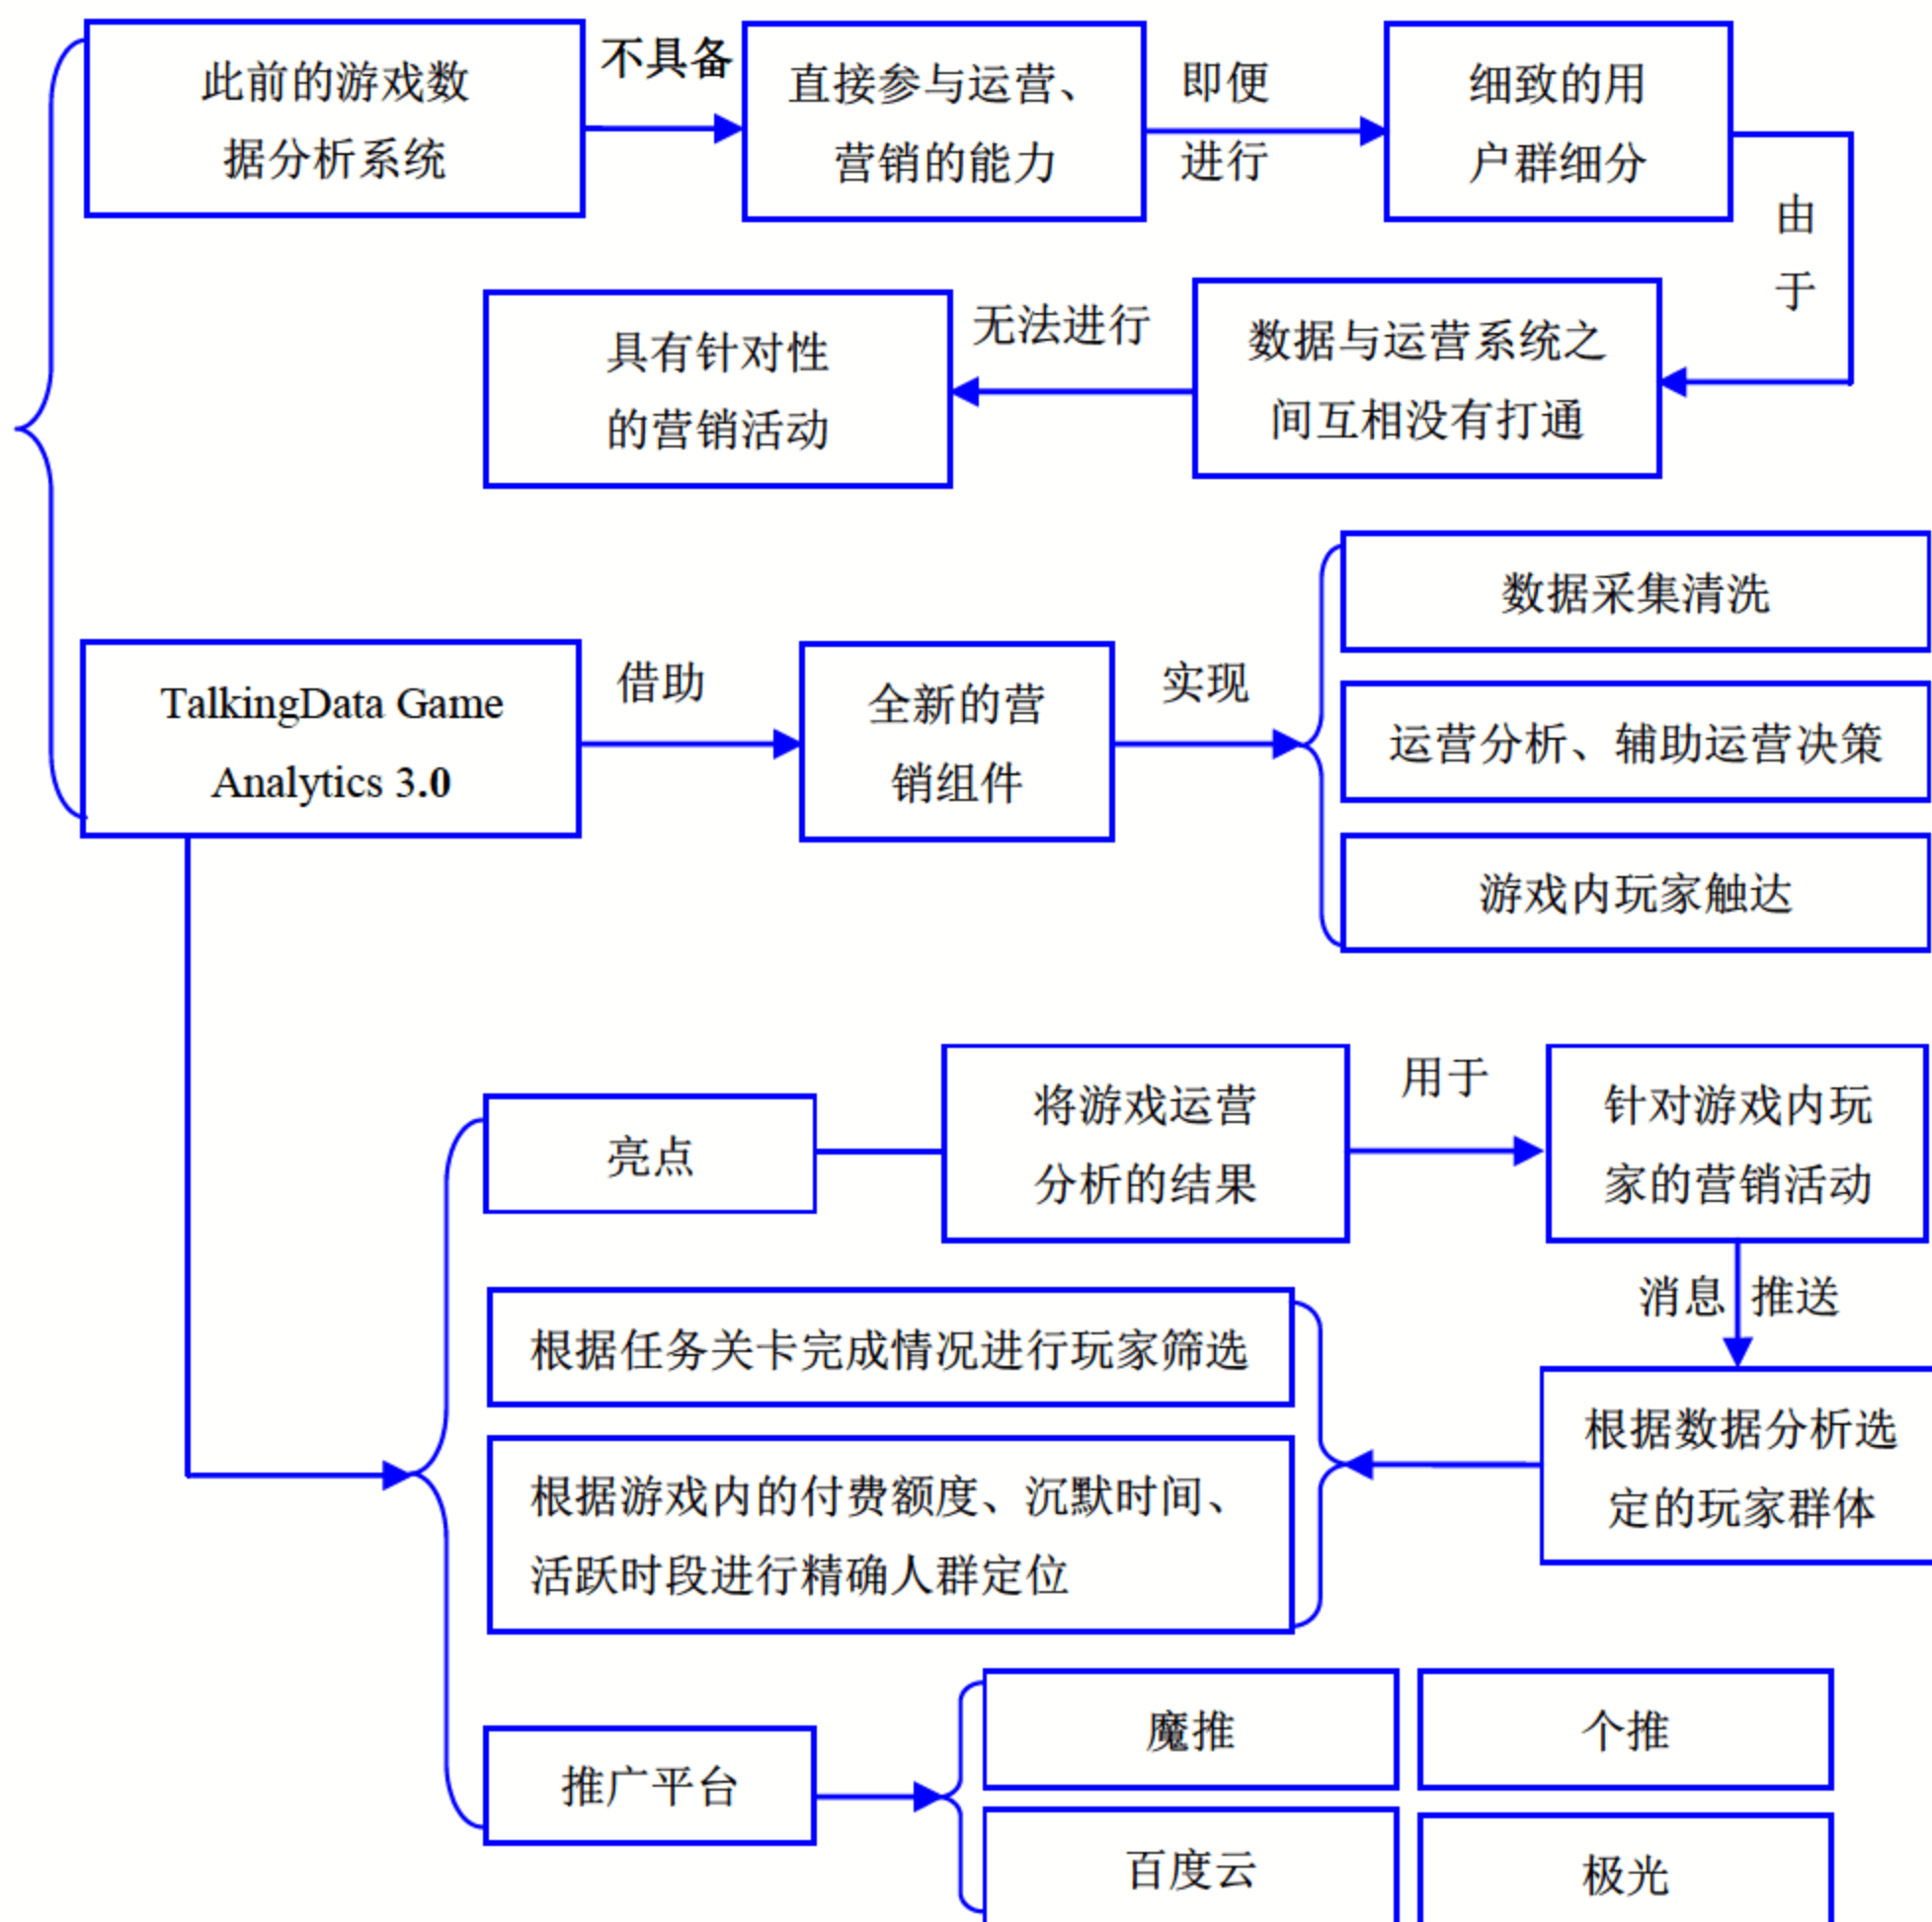 此前的游戏数
据分析系统
不具备
直接参与运营、
营销的能力
即便
进行
细致的用
户群细分
由
于
数据与运营系统之
间互相没有打通
无法进行
具有针对性
的营销活动
TalkingData Game
Analytics 3.0
借助
全新的营
销组件
实现
数据采集清洗
运营分析、辅助运营决策
游戏内玩家触达
亮点
将游戏运营
分析的结果
用于
针对游戏内玩
家的营销活动
消息 推送
根据数据分析选
定的玩家群体
根据任务关卡完成情况进行玩家筛选
根据游戏内的付费额度、沉默时间、
活跃时段进行精确人群定位
推广平台
魔推
个推
百度云
极光